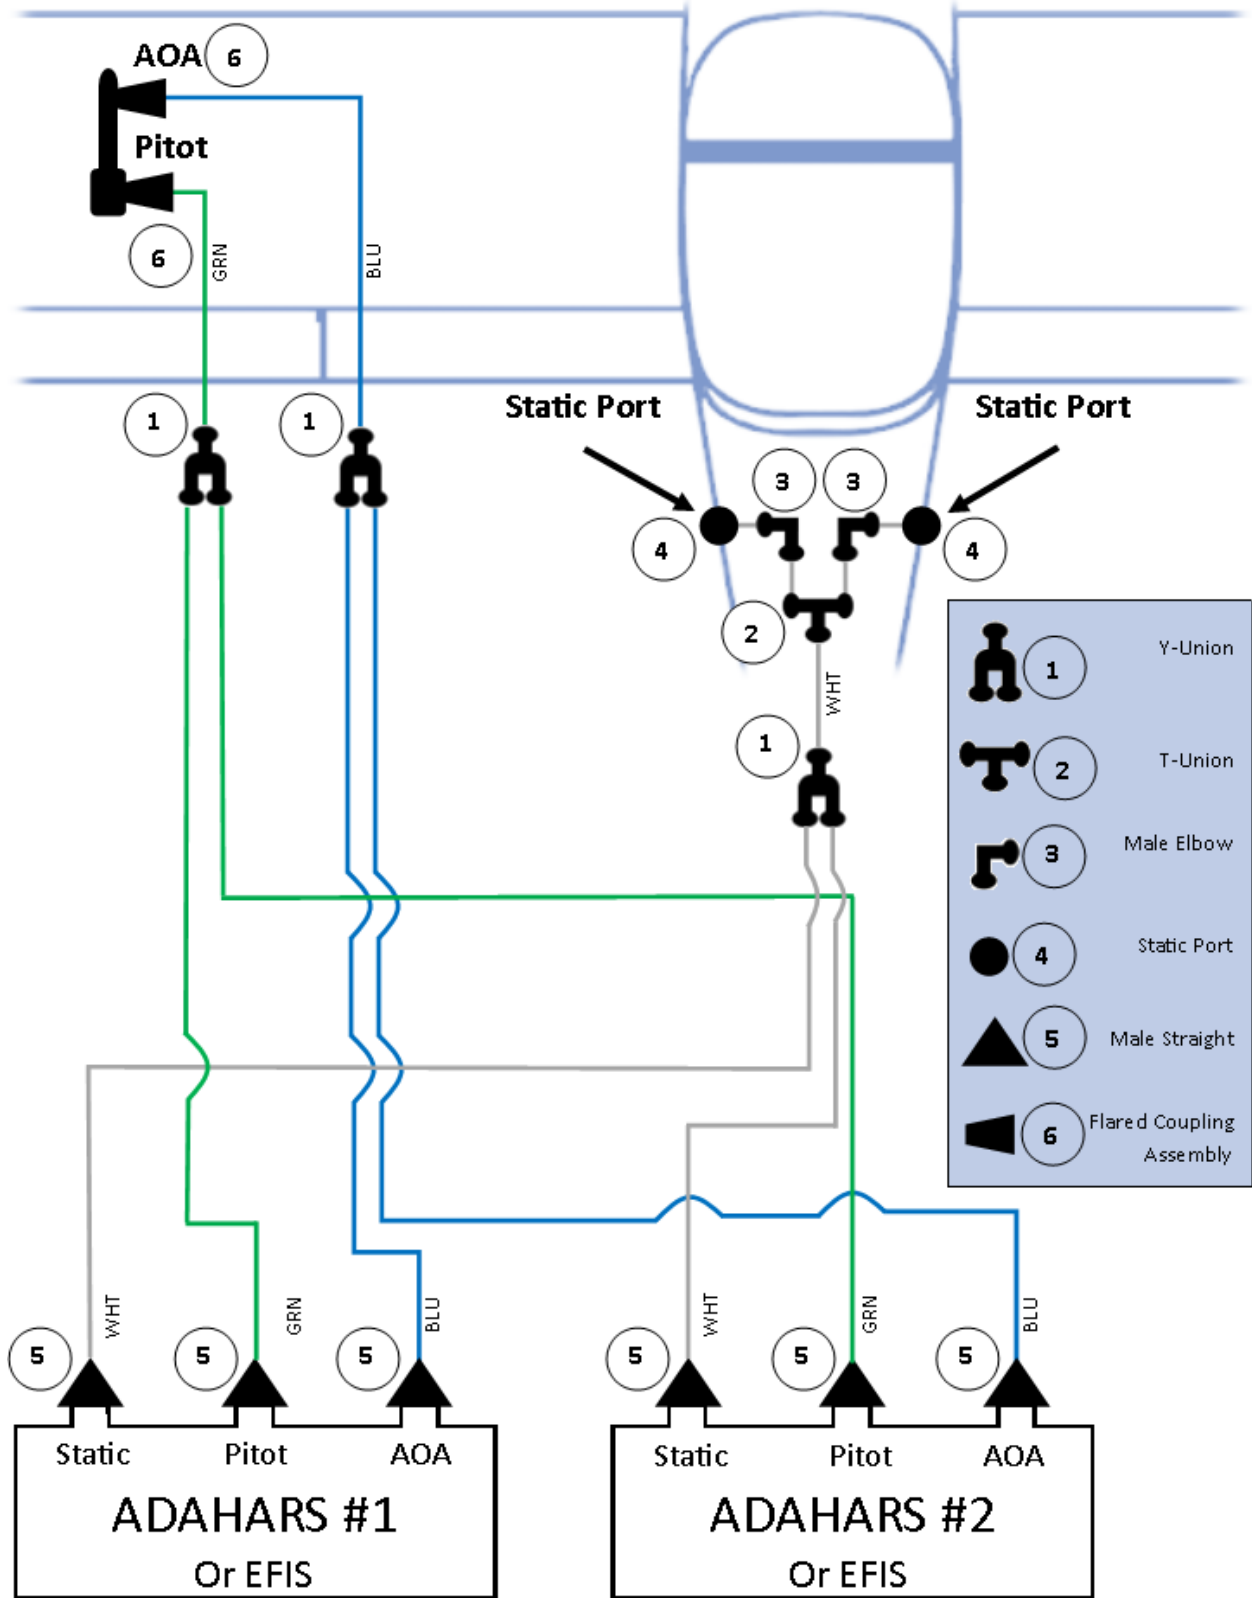 AOA 6
Pitot
6
GRN
BLU
1
1
Static Port
Static Port
3
3
4
4
2
WHT
1
1 Y-Union
2 T-Union
3 Male Elbow
4 Static Port
5 Male Straight
6 Flared Coupling
Assembly
WHT
GRN
BLU
WHT
GRN
BLU
5
5
5
5
5
5
Static Pitot AOA
ADAHARS #1
Or EFIS
Static Pitot AOA
ADAHARS #2
Or EFIS